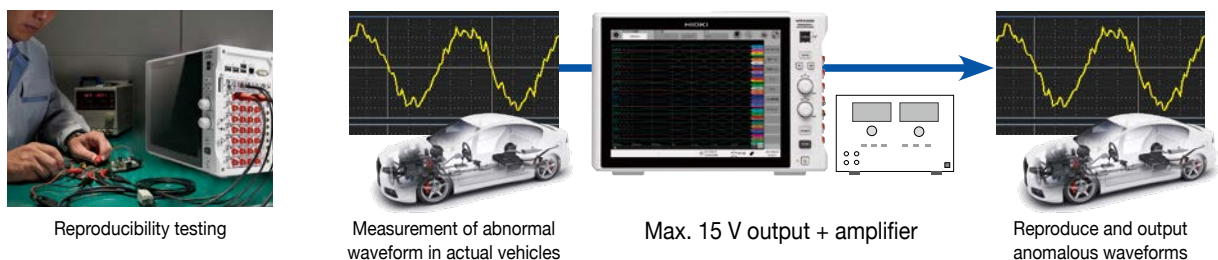 HIOKI
Reproducibility testing
Measurement of abnormal
waveform in actual vehicles
Max. 15 V output + amplifier
Reproduce and output
anomalous waveforms